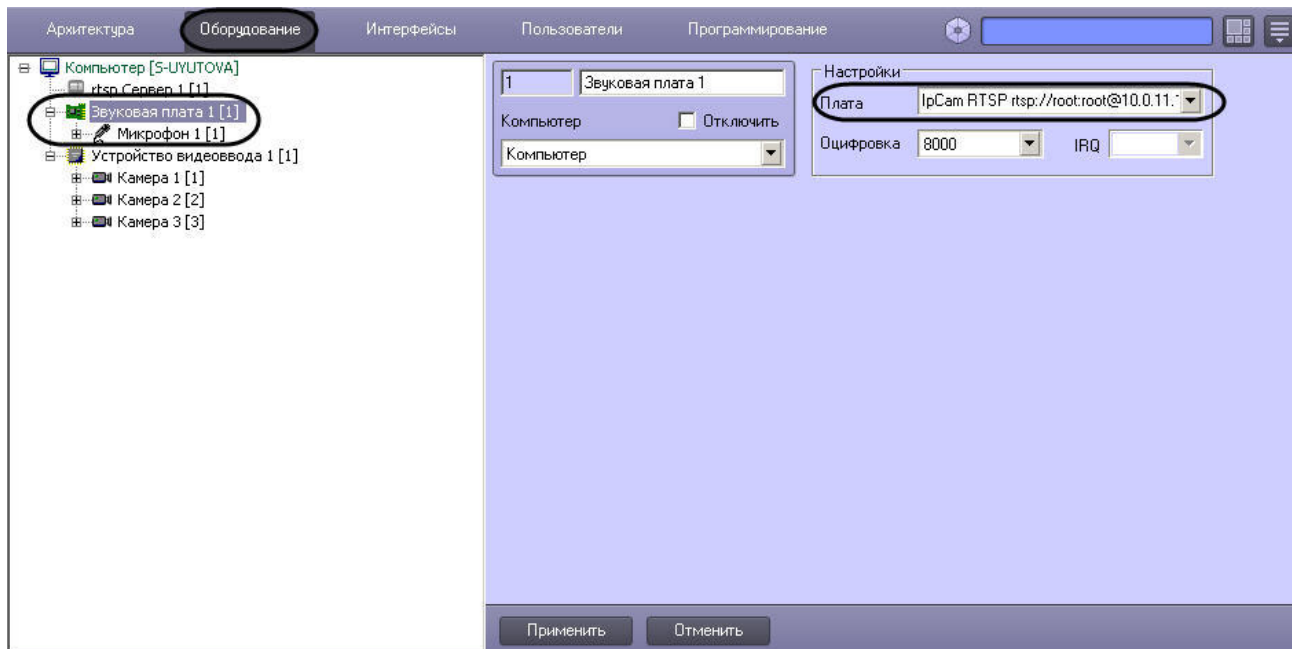 Архитектура Оборудование Интерфейсы Пользователи Программирование
Компьютер [S-UYUTOVA]
rtsp Сервер 1 [1]
Звуковая плата 1 [1]
Микрофон 1 [1]
Устройство видеоввода 1 [1]
Камера 1 [1]
Камера 2 [2]
Камера 3 [3]
1 Звуковая плата 1
Компьютер Отключить
Компьютер
Настройки
Плата IpCam RTSP rtsp://root:root@10.0.11.
Оцифровка 8000 IRQ
Применить Отменить